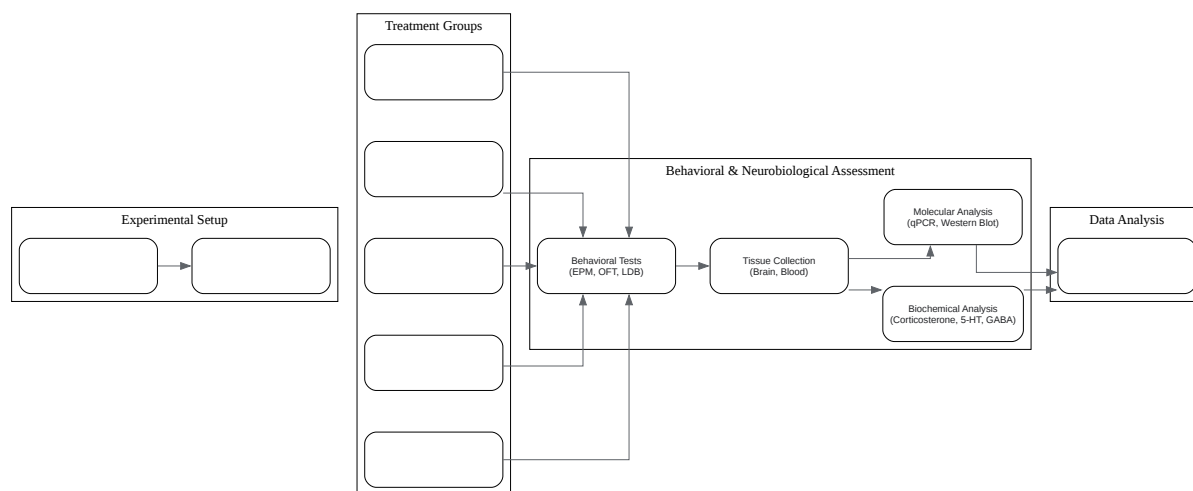 Treatment Groups
Experimental Setup
Behavioral & Neurobiological Assessment
Behavioral Tests
(EPM, OFT, LDB)
Tissue Collection
(Brain, Blood)
Molecular Analysis
(qPCR, Western Blot)
Biochemical Analysis
(Corticosterone, 5-HT, GABA)
Data Analysis